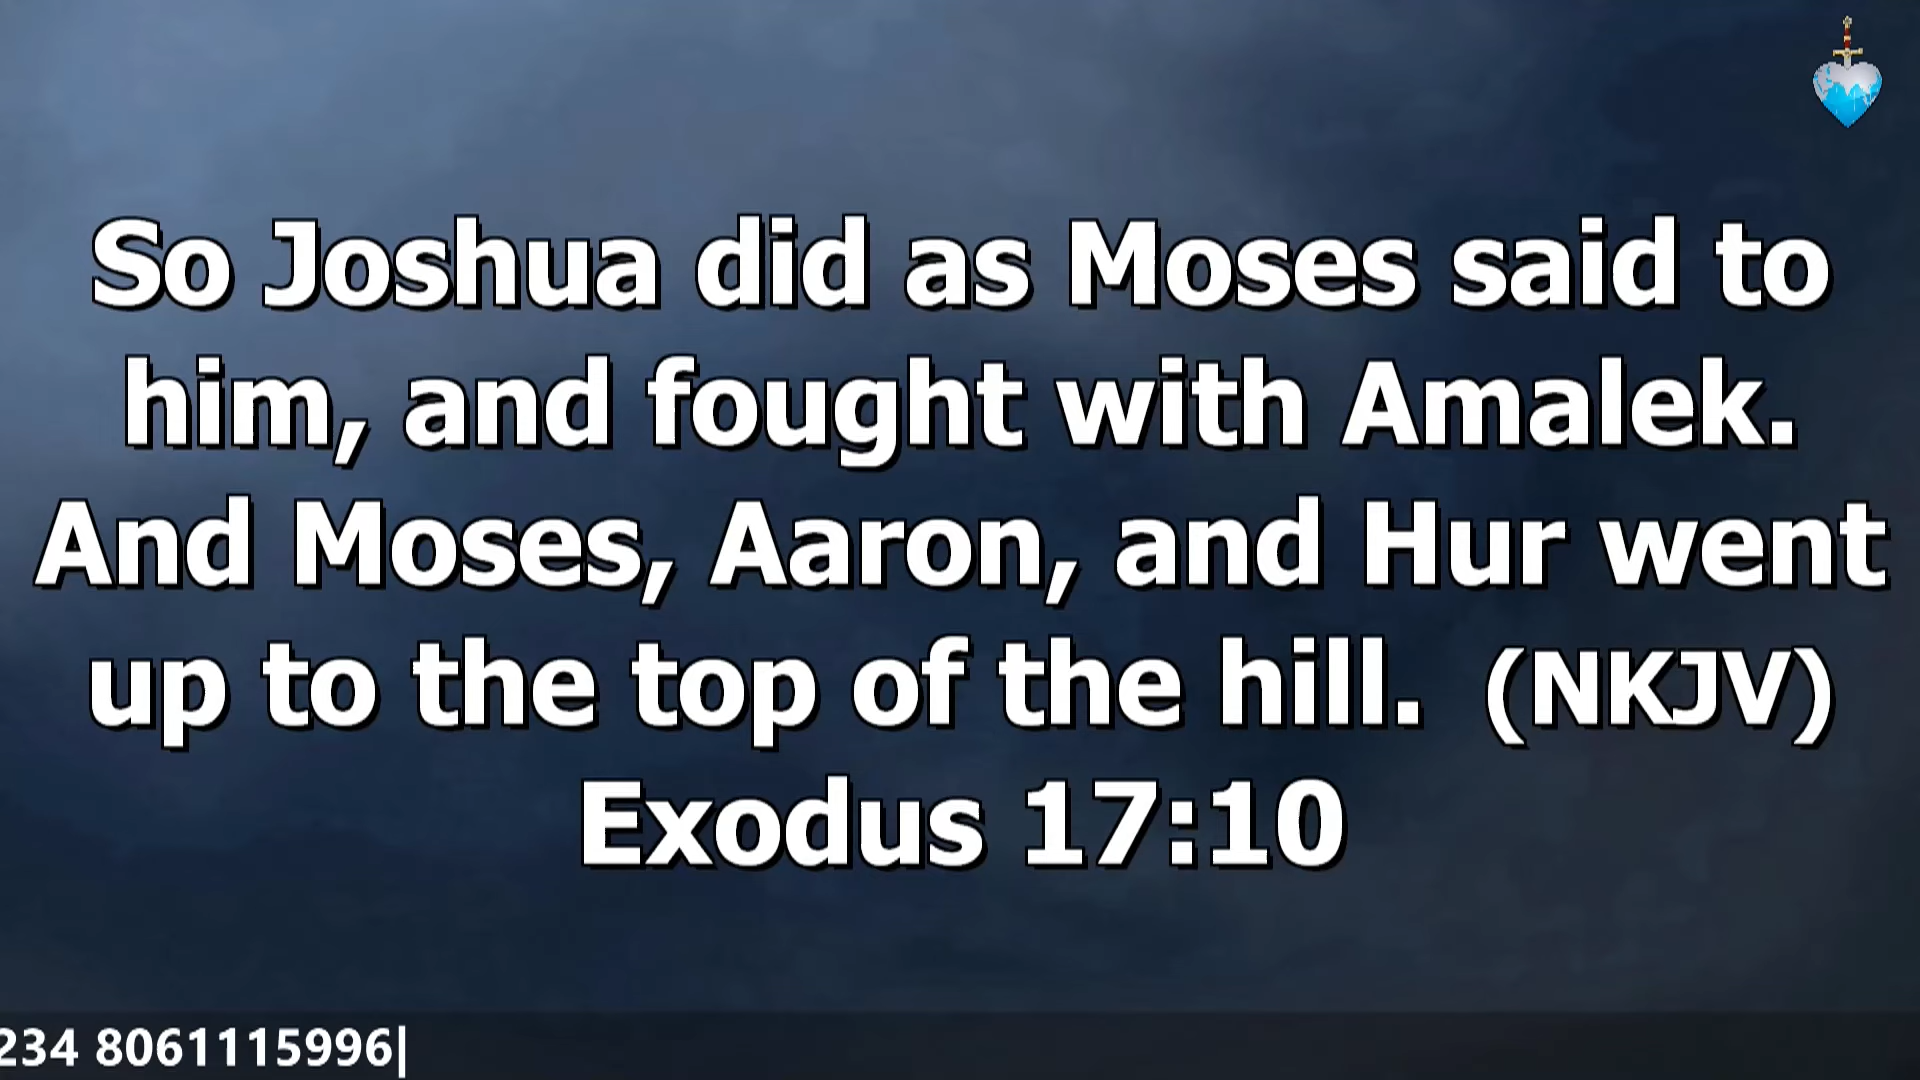 So Joshua did as Moses said to
him, and fought with Amalek.
And Moses, Aaron, and Hur went
up to the top of the hill. (NKJV)
Exodus 17:10
234 8061115996|